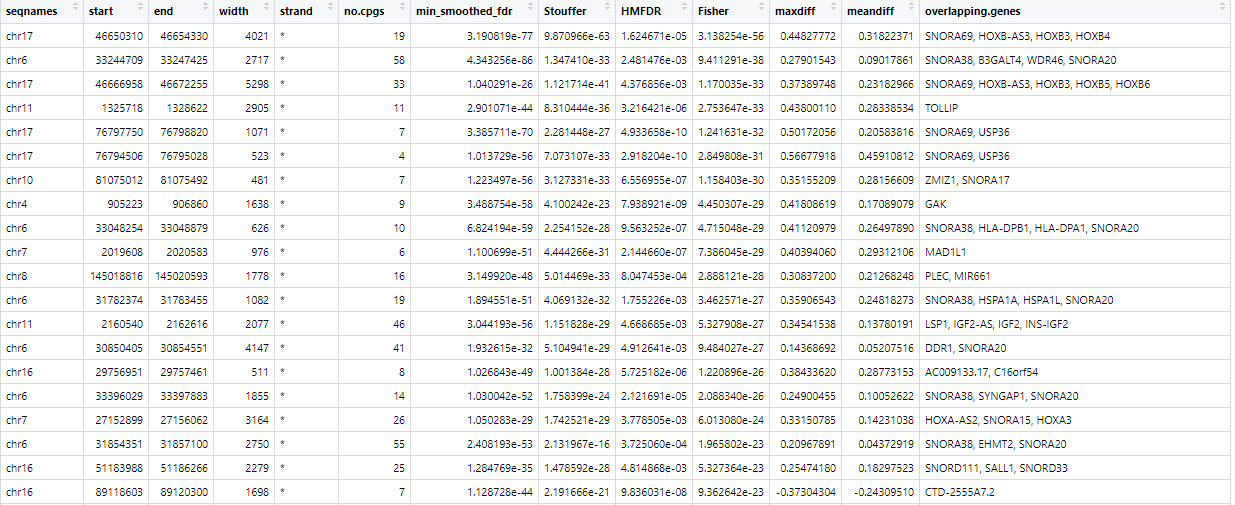 seqnames start end width strand no.cpgs min_smoothed_fdr Stouffer HMFDR Fisher maxdiff meandiff overlapping.genes
chr17 46650310 46654330 4021 * 19 3.190819e-77 9.870966e-63 1.624671e-05 3.138254e-56 0.44827772 0.31822371 SNORA69, HOXB-AS3, HOXB3, HOXB4
chr6 33244709 33247425 2717 * 58 4.343256e-86 1.347410e-33 2.481476e-03 9.411291e-38 0.27901543 0.09017861 SNORA38, B3GALT4, WDR46, SNORA20
chr17 46666958 46672255 5298 * 33 1.040291e-26 1.121714e-41 4.376856e-03 1.170035e-33 0.37389748 0.23182966 SNORA69, HOXB-AS3, HOXB3, HOXB5, HOXB6
chr11 1325718 1328622 2905 * 11 2.901071e-44 8.310444e-36 3.216421e-06 2.753647e-33 0.43800110 0.28338534 TOLLIP
chr17 76797750 76798820 1071 * 7 3.385711e-70 2.281448e-27 4.933658e-10 1.241631e-32 0.50172056 0.20583816 SNORA69, USP36
chr17 76794506 76795028 523 * 4 1.013729e-56 7.073107e-33 2.918204e-10 2.849808e-31 0.56677918 0.45910812 SNORA69, USP36
chr10 81075012 81075492 481 * 7 1.223497e-56 3.127331e-33 6.556955e-07 1.158403e-30 0.35155209 0.28156609 ZMIZ1, SNORA17
chr4 905223 906860 1638 * 9 3.488754e-58 4.100242e-23 7.938921e-09 4.450307e-29 0.41808619 0.17089079 GAK
chr6 33048254 33048879 626 * 10 6.824194e-59 2.254152e-28 9.563252e-07 4.715048e-29 0.41120979 0.26497890 SNORA38, HLA-DPB1, HLA-DPA1, SNORA20
chr7 2019608 2020583 976 * 6 1.100699e-51 4.444266e-31 2.144660e-07 7.386045e-29 0.40394060 0.29312106 MAD1L1
chr8 145018816 145020593 1778 * 16 3.149920e-48 5.014469e-33 8.047453e-04 2.888121e-28 0.30837200 0.21268248 PLEC, MIR661
chr6 31782374 31783455 1082 * 19 1.894551e-51 4.069132e-32 1.755226e-03 3.462571e-27 0.35906543 0.24818273 SNORA38, HSPA1A, HSPA1L, SNORA20
chr11 2160540 2162616 2077 * 46 3.044193e-56 1.151828e-29 4.668685e-03 5.327908e-27 0.34541538 0.13780191 LSP1, IGF2-AS, IGF2, INS-IGF2
chr6 30850405 30854551 4147 * 41 1.932615e-32 5.104941e-29 4.912641e-03 9.484027e-27 0.14368692 0.05207516 DDR1, SNORA20
chr16 29756951 29757461 511 * 8 1.026843e-49 1.001384e-28 5.725182e-06 1.220896e-26 0.38433620 0.28773153 AC009133.17, C16orf54
chr6 33396029 33397883 1855 * 14 1.030042e-52 1.758399e-24 2.121691e-05 2.088340e-26 0.24900455 0.10052622 SNORA38, SYNGAP1, SNORA20
chr7 27152899 27156062 3164 * 26 1.050283e-29 1.742521e-29 3.778505e-03 6.013080e-24 0.33150785 0.14231038 HOXA-AS2, SNORA15, HOXA3
chr6 31854351 31857100 2750 * 55 2.408193e-53 2.131967e-16 3.725060e-04 1.965802e-23 0.20967891 0.04372919 SNORA38, EHMT2, SNORA20
chr16 51183988 51186266 2279 * 25 1.284769e-35 1.478592e-28 4.814868e-03 5.327364e-23 0.25474180 0.18297523 SNORD111, SALL1, SNORD33
chr16 89118603 89120300 1698 * 7 1.128728e-44 2.191666e-21 9.836031e-08 9.362642e-23 -0.37304304 -0.24309510 CTD-2555A7.2